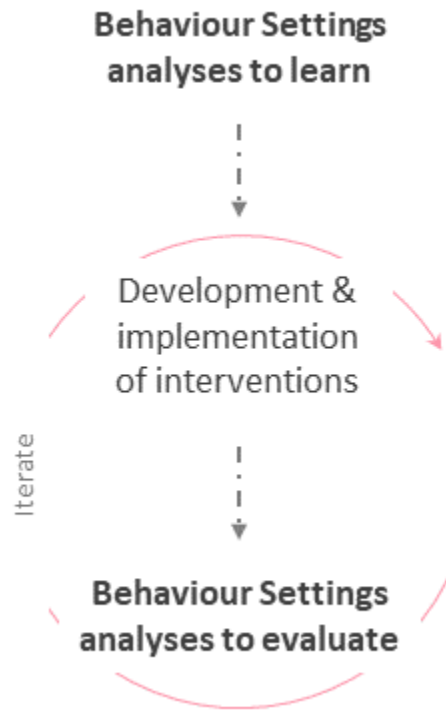 Behaviour Settings
analyses to learn
Development &
implementation
of interventions
Iterate
Behaviour Settings
analyses to evaluate